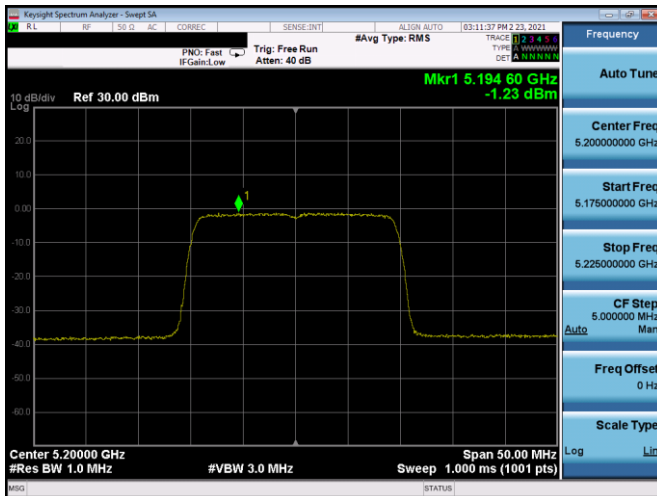 Keysight Spectrum Analyzer - Swept SA
RL RF 50 Ω AC CORREC SENSE:INT ALIGN AUTO 03:11:37 PM 2 23, 2021
#Avg Type: RMS
TRACE 1 2 3 4 5 6
TYPE A WWWWW
DET A N N N N N
PNO: Fast
IFGain:Low
Trig: Free Run
Atten: 40 dB
Mkr1 5.194 60 GHz
-1.23 dBm
10 dB/div Ref 30.00 dBm
Log
20.0
10.0
0.00
-10.0
-20.0
-30.0
-40.0
-50.0
-60.0
1
Center 5.20000 GHz
Span 50.00 MHz
#Res BW 1.0 MHz
#VBW 3.0 MHz
Sweep 1.000 ms (1001 pts)
MSG
STATUS
Frequency
Auto Tune
Center Freq
5.200000000 GHz
Start Freq
5.175000000 GHz
Stop Freq
5.225000000 GHz
CF Step
5.000000 MHz
Auto Man
Freq Offset
0 Hz
Scale Type
Log Lin